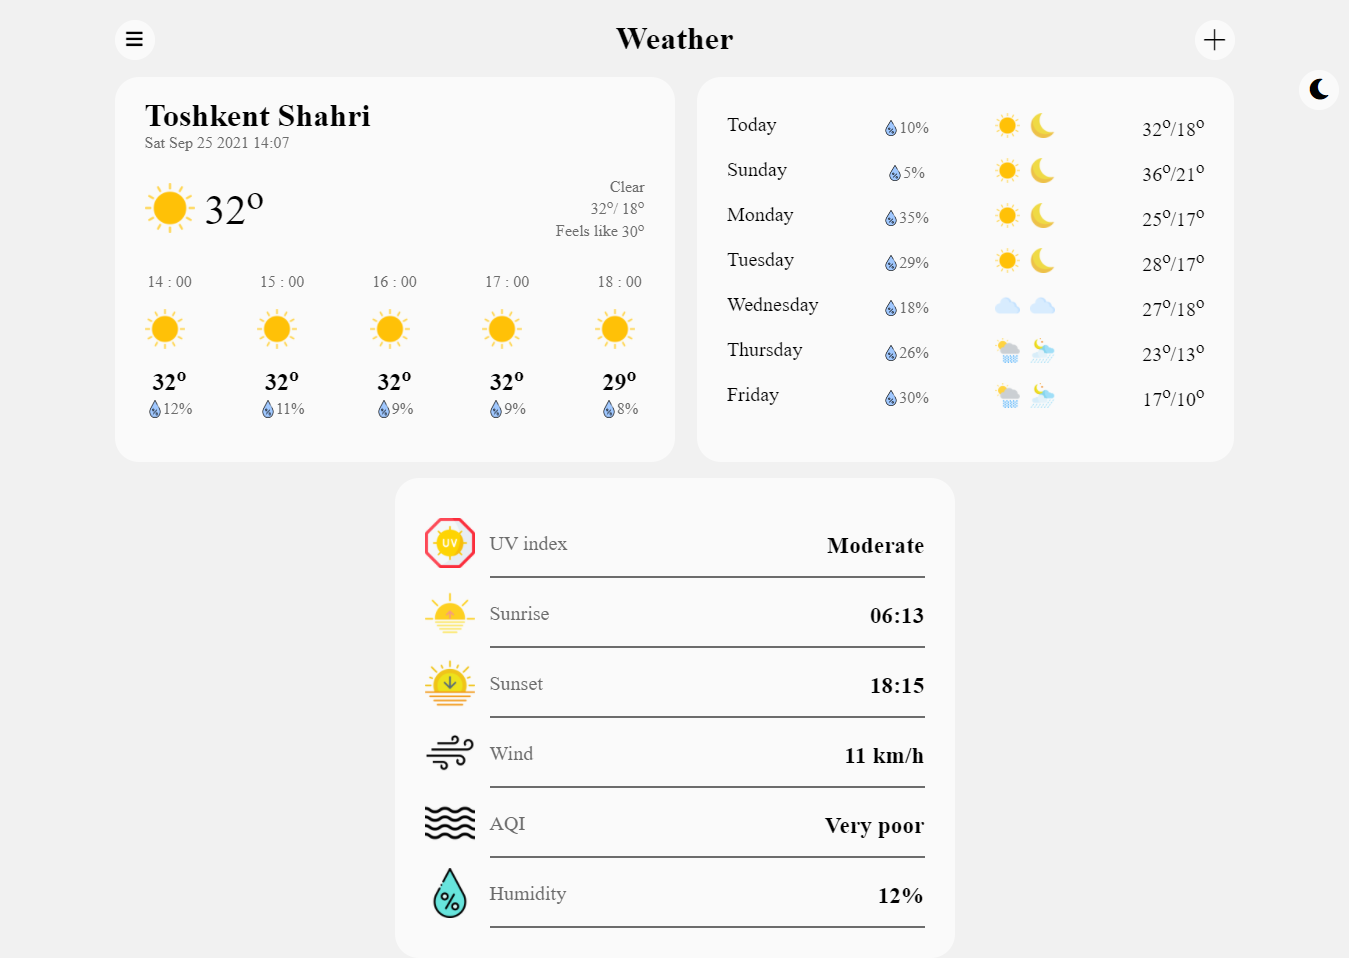 Weather
Toshkent Shahri
Sat Sep 25 2021 14:07
32°
Clear
32°/ 18°
Feels like 30°
14 : 00 15 : 00 16 : 00 17 : 00 18 : 00
32° 32° 32° 32° 29°
% 12% % 11% % 9% % 9% % 8%
Today % 10% 32°/18°
Sunday % 5% 36°/21°
Monday % 35% 25°/17°
Tuesday % 29% 28°/17°
Wednesday % 18% 27°/18°
Thursday % 26% 23°/13°
Friday % 30% 17°/10°
UV UV index Moderate
Sunrise 06:13
Sunset 18:15
Wind 11 km/h
AQI Very poor
% Humidity 12%